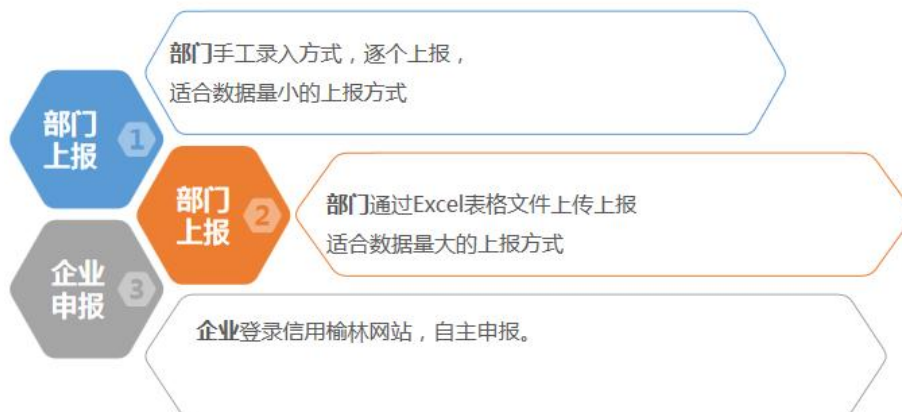 部门手工录入方式，逐个上报，
适合数据量小的上报方式
部门
上报
1
部门
上报
2
部门通过Excel表格文件上传上报
适合数据量大的上报方式
企业
申报
3
企业登录信用榆林网站，自主申报。